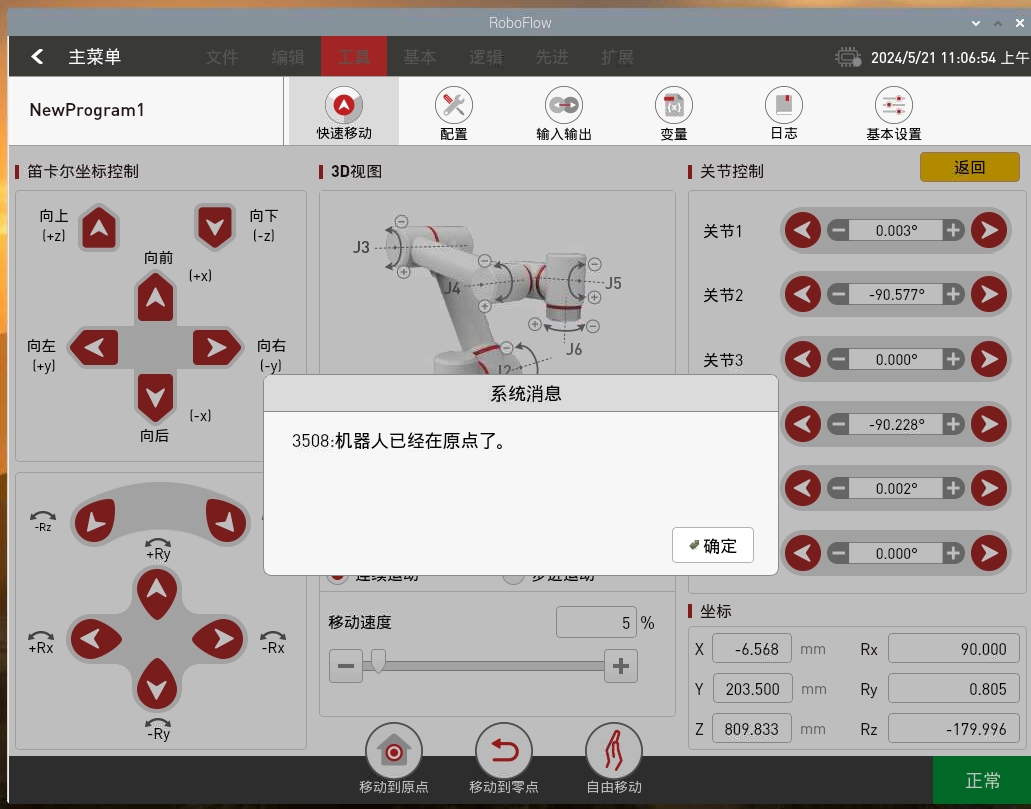 RoboFlow
主菜单 文件 编辑 工具 基本 逻辑 先进 扩展 2024/5/21 11:06:54 上午
NewProgram1
快速移动 配置 输入输出 变量 日志 基本设置
笛卡尔坐标控制 3D视图 关节控制 返回
向上
(+z)
向下
(-z)
向前
(+x)
向左
(+y)
向右
(-y)
(-x)
向后
J3
J4
J5
J6
J2
关节1 0.003°
关节2 -90.577°
关节3 0.000°
-90.228°
0.002°
0.000°
系统消息
3508:机器人已经在原点了。
确定
-Rz
+Ry
+Rx
-Rx
-Ry
连续运动 步进运动
移动速度 5 %
坐标
X -6.568 mm Rx 90.000
Y 203.500 mm Ry 0.805
Z 809.833 mm Rz -179.996
移动到原点 移动到零点 自由移动
正常